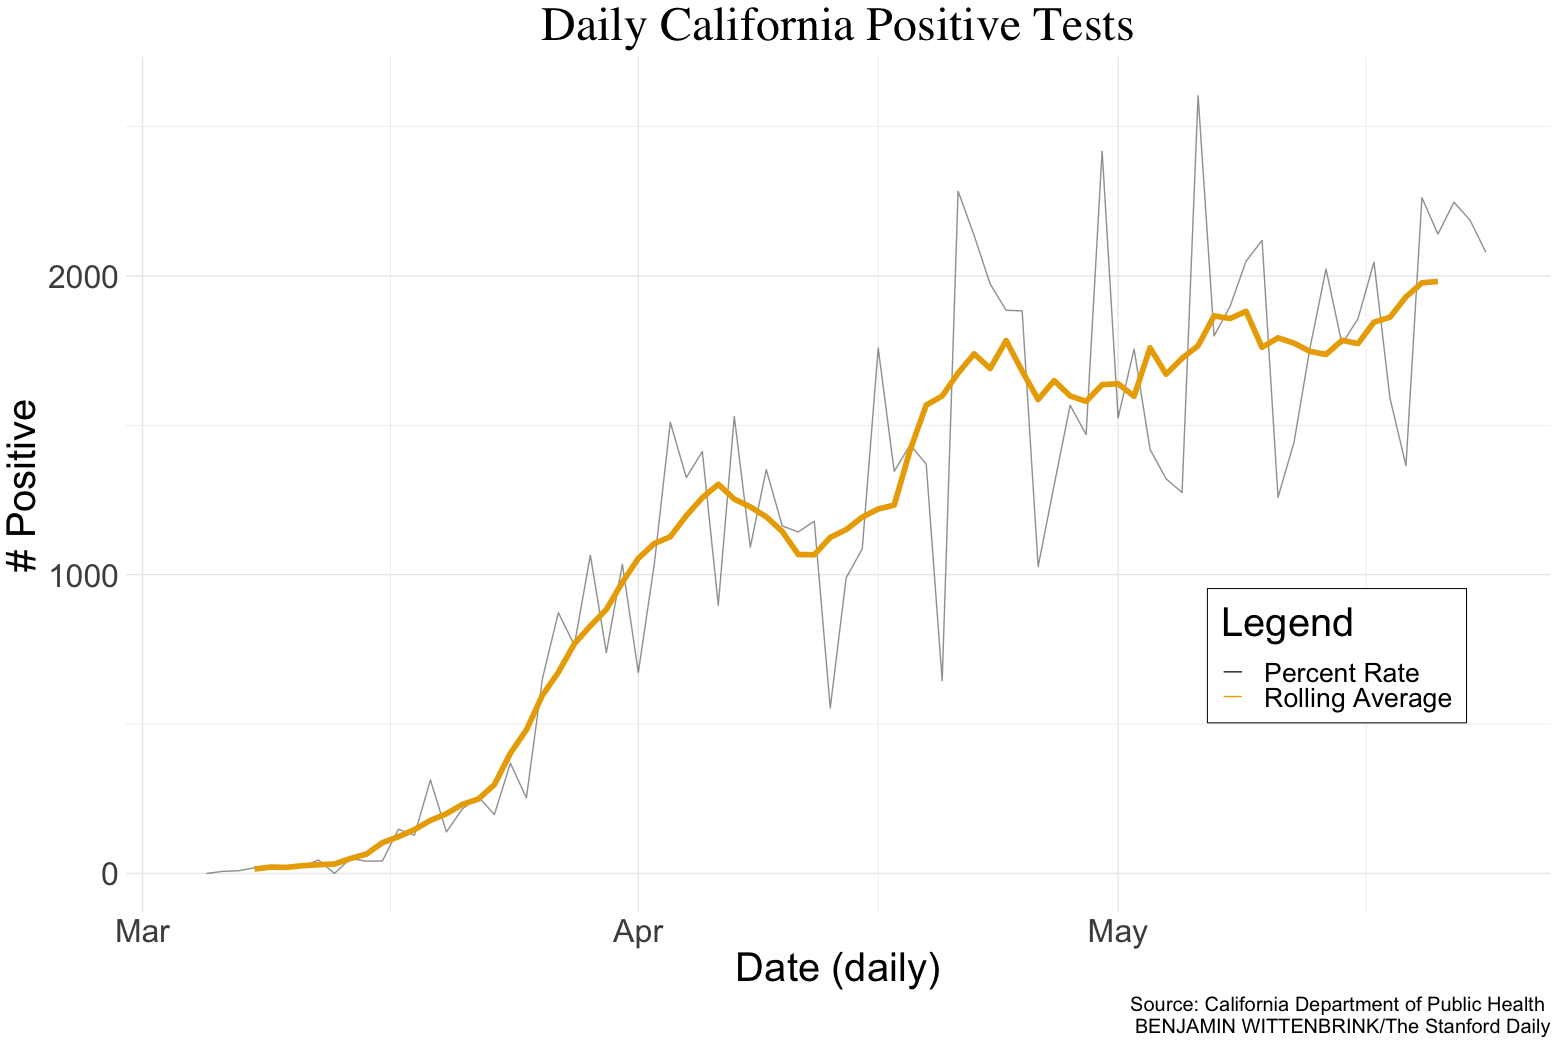 Daily California Positive Tests
# Positive
2000
1000
0
Mar
Apr
May
Date (daily)
Legend
Percent Rate
Rolling Average
Source: California Department of Public Health
BENJAMIN WITTENBRINK/The Stanford Daily